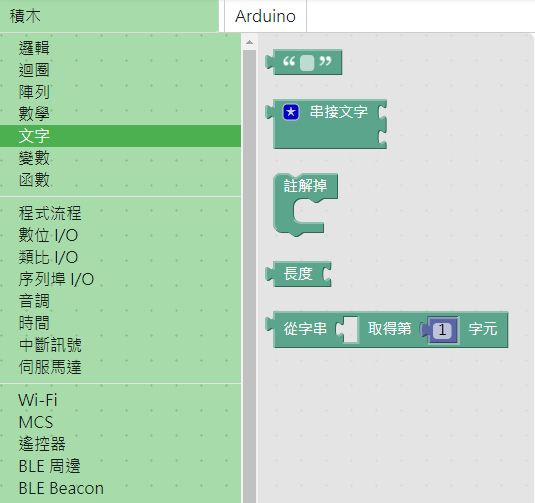 積木
Arduino
邏輯
迴圈
陣列
數學
文字
變數
函數
程式流程
數位 I/O
類比 I/O
序列埠 I/O
音調
時間
中斷訊號
伺服馬達
Wi-Fi
MCS
遙控器
BLE 周邊
BLE Beacon
“ ”
串接文字
註解掉
長度
從字串 取得第 1 字元